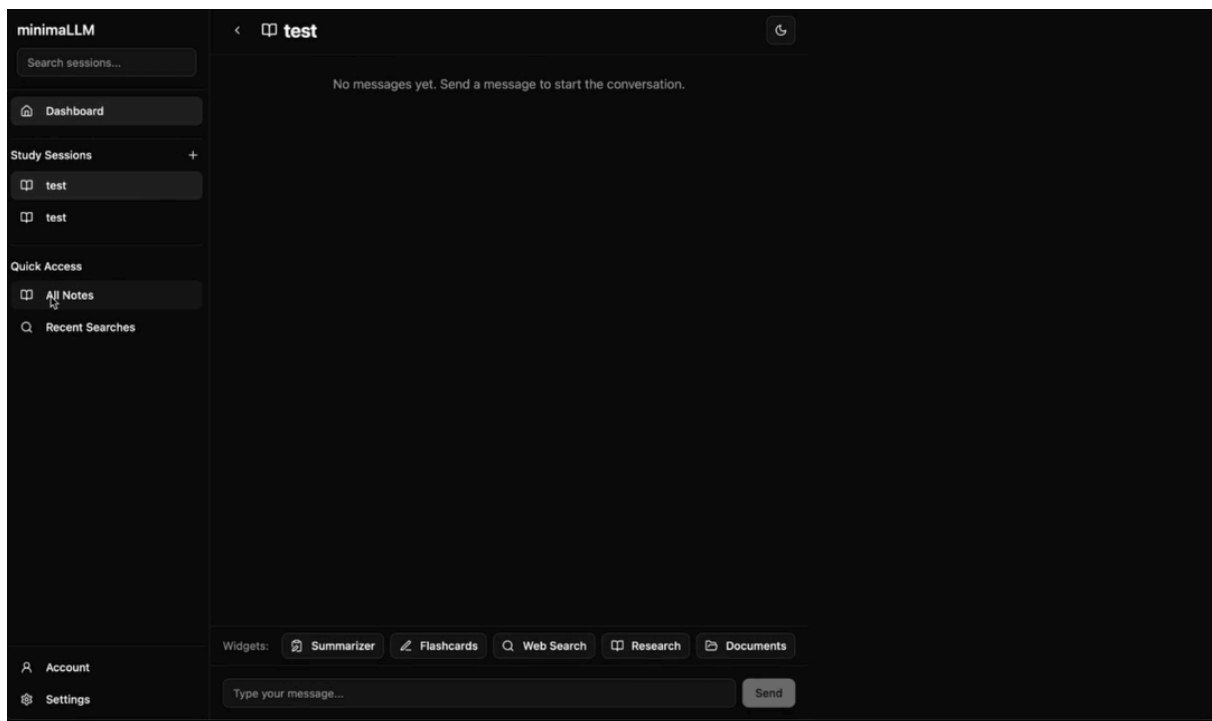 minimaLLM
Search sessions...
Dashboard
Study Sessions
test
test
Quick Access
All Notes
Recent Searches
Account
Settings
test
No messages yet. Send a message to start the conversation.
Widgets: Summarizer Flashcards Web Search Research Documents
Type your message... Send